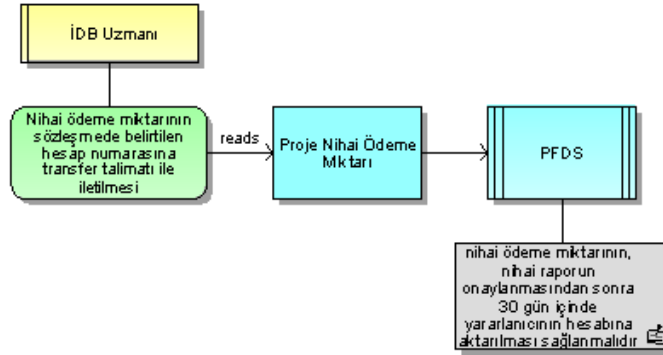 İDB Uzmanı
Nihai ödeme miktarının
sözleşmede belirtilen
hesap numarasına
transfer talimatı ile
iletilmesi
reads
Proje Nihai Ödeme
Miktarı
PFDS
nihai ödeme miktarının,
nihai raporun
onaylanmasından sonra
30 gün içinde
yararlanıcının hesabına
aktarılması sağlanmalıdır